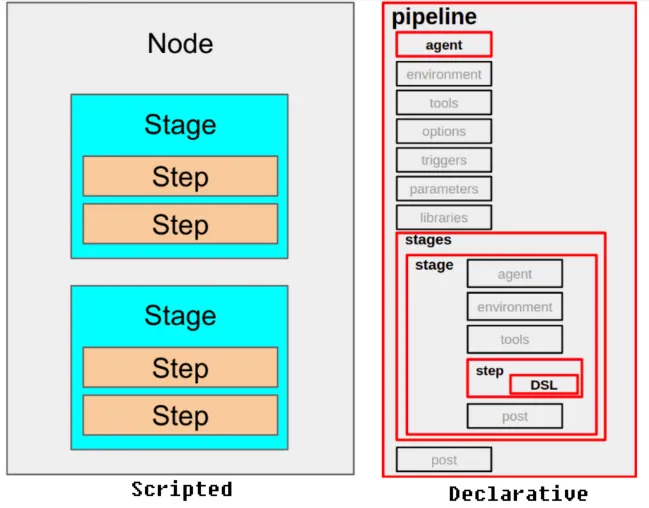 Node
Stage
Step
Step
Stage
Step
Step
Scripted
pipeline
agent
environment
tools
options
triggers
parameters
libraries
stages
stage
agent
environment
tools
step
DSL
post
post
Declarative